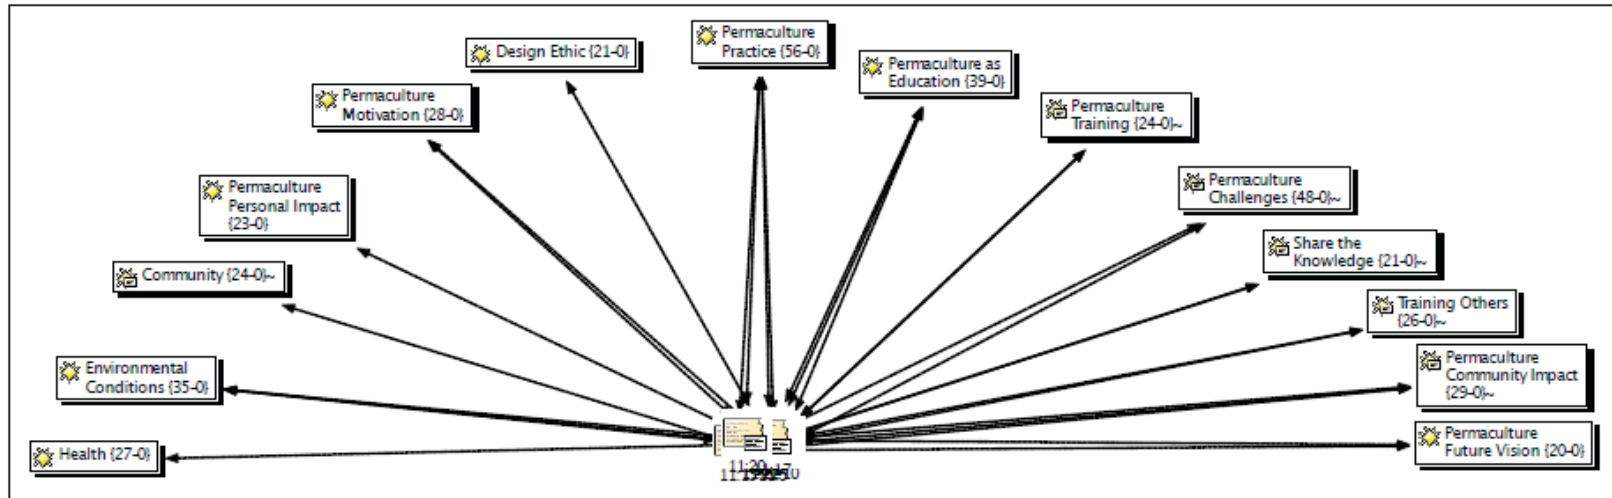 Permaculture
Practice {56-0}
Design Ethic {21-0}
Permaculture as
Education {39-0}
Permaculture
Motivation {28-0}
Permaculture
Training {24-0}~
Permaculture
Personal Impact
{23-0}
Permaculture
Challenges {48-0}~
Share the
Knowledge {21-0}~
Community {24-0}~
Training Others
{26-0}~
Environmental
Conditions {35-0}
Permaculture
Community Impact
{29-0}~
Health {27-0}
Permaculture
Future Vision {20-0}